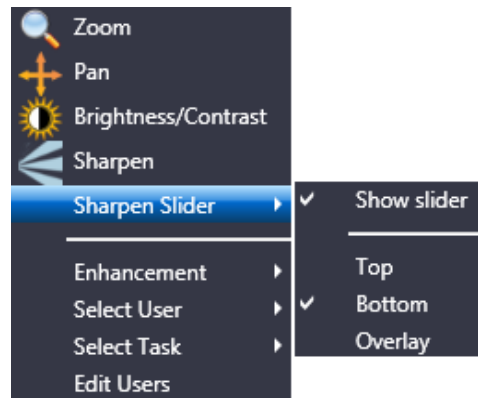 Zoom
Pan
Brightness/Contrast
Sharpen
Sharpen Slider
Enhancement
Select User
Select Task
Edit Users
Show slider
Top
Bottom
Overlay